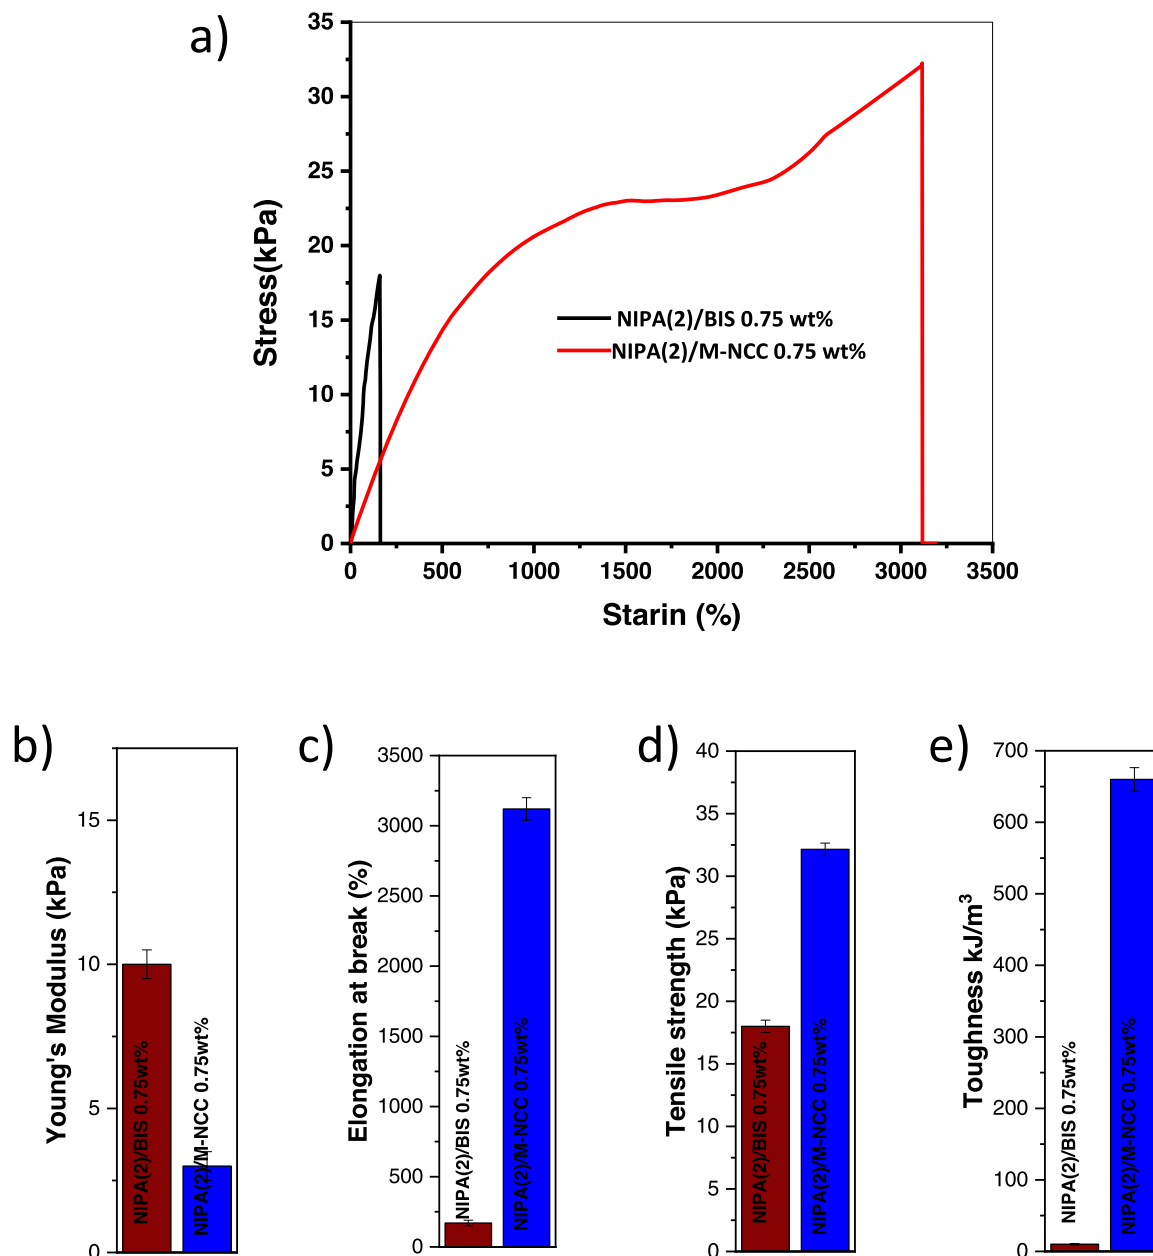 a)
35
30
25
20
15
10
5
0
Stress(kPa)
NIPA(2)/BIS 0.75 wt%
NIPA(2)/M-NCC 0.75 wt%
0 500 1000 1500 2000 2500 3000 3500
Starin (%)
b)
15
10
5
0
Young's Modulus (kPa)
NIPA(2)/BIS 0.75wt%
NIPA(2)/M-NCC 0.75wt%
c)
3500
3000
2500
2000
1500
1000
500
0
Elongation at break (%)
NIPA(2)/BIS 0.75wt%
NIPA(2)/M-NCC 0.75wt%
d)
40
35
30
25
20
15
10
5
0
Tensile strength (kPa)
NIPA(2)/BIS 0.75wt%
NIPA(2)/M-NCC 0.75wt%
e)
700
600
500
400
300
200
100
0
Toughness kJ/m³
NIPA(2)/BIS 0.75wt%
NIPA(2)/M-NCC 0.75wt%